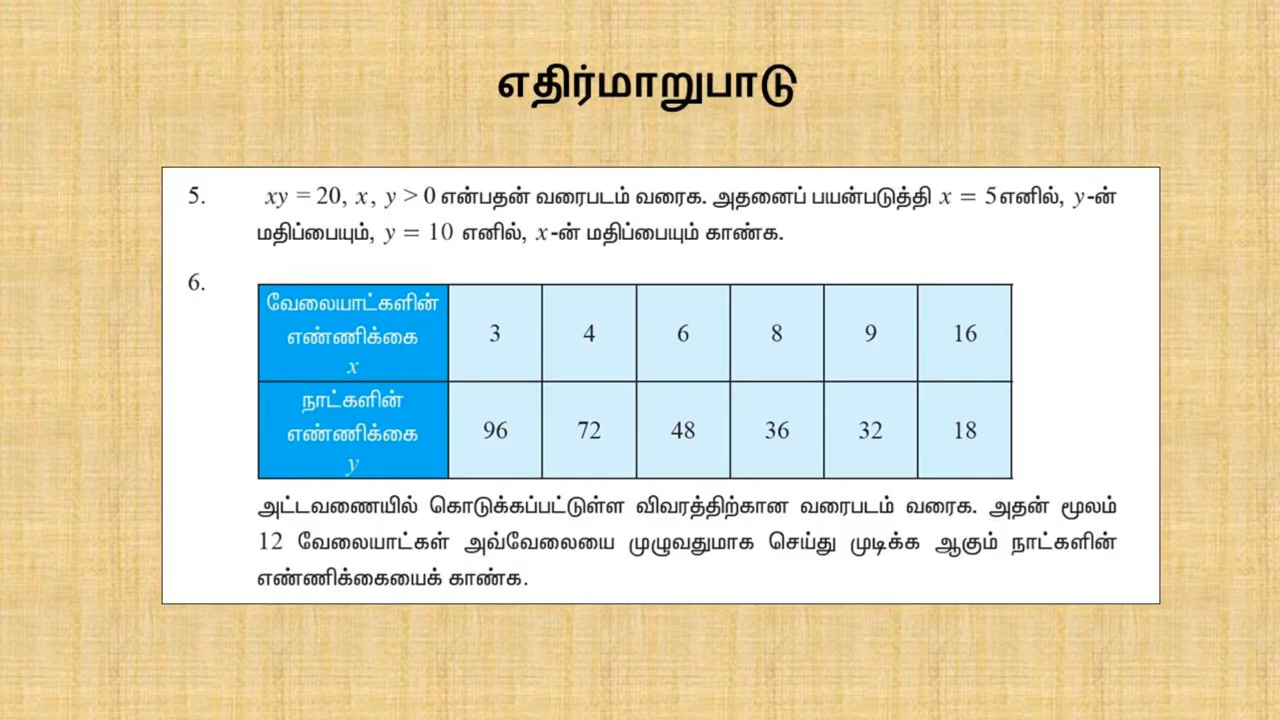 எதிர்மாறுபாடு
5. xy = 20, x, y > 0 என்பதன் வரைபடம் வரைக. அதனைப் பயன்படுத்தி x = 5எனில், y-ன்
மதிப்பையும், y = 10 எனில், x-ன் மதிப்பையும் காண்க.
6.
வேலையாட்களின்
எண்ணிக்கை
x
3 4 6 8 9 16
நாட்களின்
எண்ணிக்கை
y
96 72 48 36 32 18
அட்டவணையில் கொடுக்கப்பட்டுள்ள விவரத்திற்கான வரைபடம் வரைக. அதன் மூலம்
12 வேலையாட்கள் அவ்வேலையை முழுவதுமாக செய்து முடிக்க ஆகும் நாட்களின்
எண்ணிக்கையைக் காண்க.